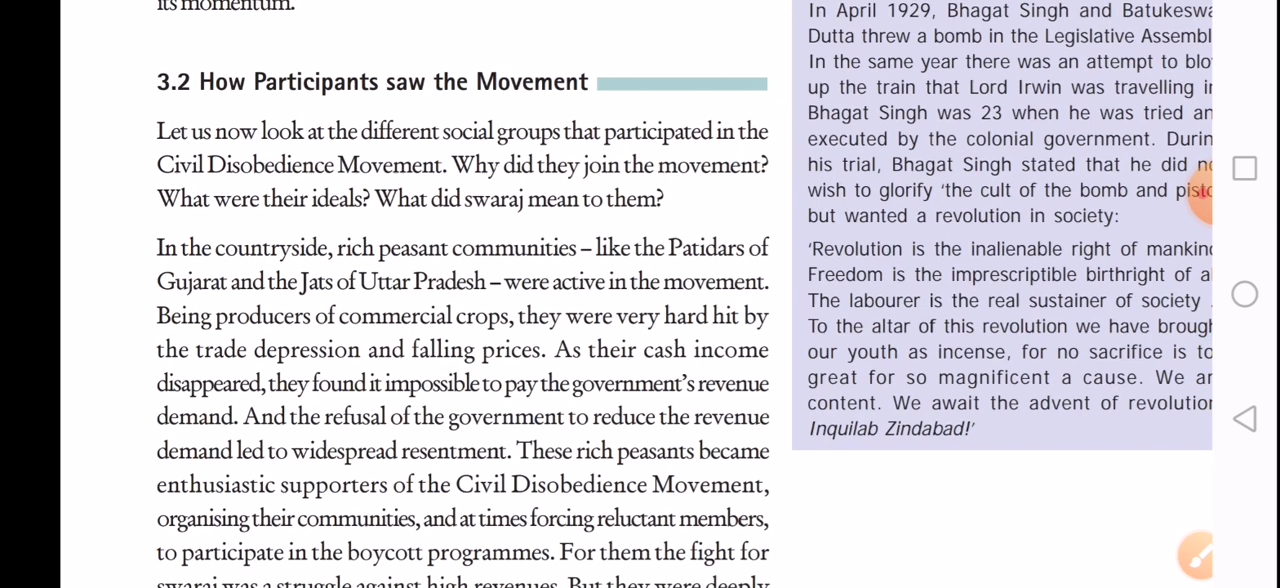 its momentum.
3.2 How Participants saw the Movement
Let us now look at the different social groups that participated in the
Civil Disobedience Movement. Why did they join the movement?
What were their ideals? What did swaraj mean to them?
In the countryside, rich peasant communities – like the Patidars of
Gujarat and the Jats of Uttar Pradesh – were active in the movement.
Being producers of commercial crops, they were very hard hit by
the trade depression and falling prices. As their cash income
disappeared, they found it impossible to pay the government's revenue
demand. And the refusal of the government to reduce the revenue
demand led to widespread resentment. These rich peasants became
enthusiastic supporters of the Civil Disobedience Movement,
organising their communities, and at times forcing reluctant members,
to participate in the boycott programmes. For them the fight for
swaraj was a struggle against high revenues. But they were deeply
In April 1929, Bhagat Singh and Batukeswa
Dutta threw a bomb in the Legislative Assembl
In the same year there was an attempt to blo
up the train that Lord Irwin was travelling i
Bhagat Singh was 23 when he was tried an
executed by the colonial government. Durin
his trial, Bhagat Singh stated that he did n
wish to glorify 'the cult of the bomb and pisto
but wanted a revolution in society:
'Revolution is the inalienable right of mankin
Freedom is the imprescriptible birthright of a
The labourer is the real sustainer of society .
To the altar of this revolution we have brough
our youth as incense, for no sacrifice is to
great for so magnificent a cause. We ar
content. We await the advent of revolution
Inquilab Zindabad!'